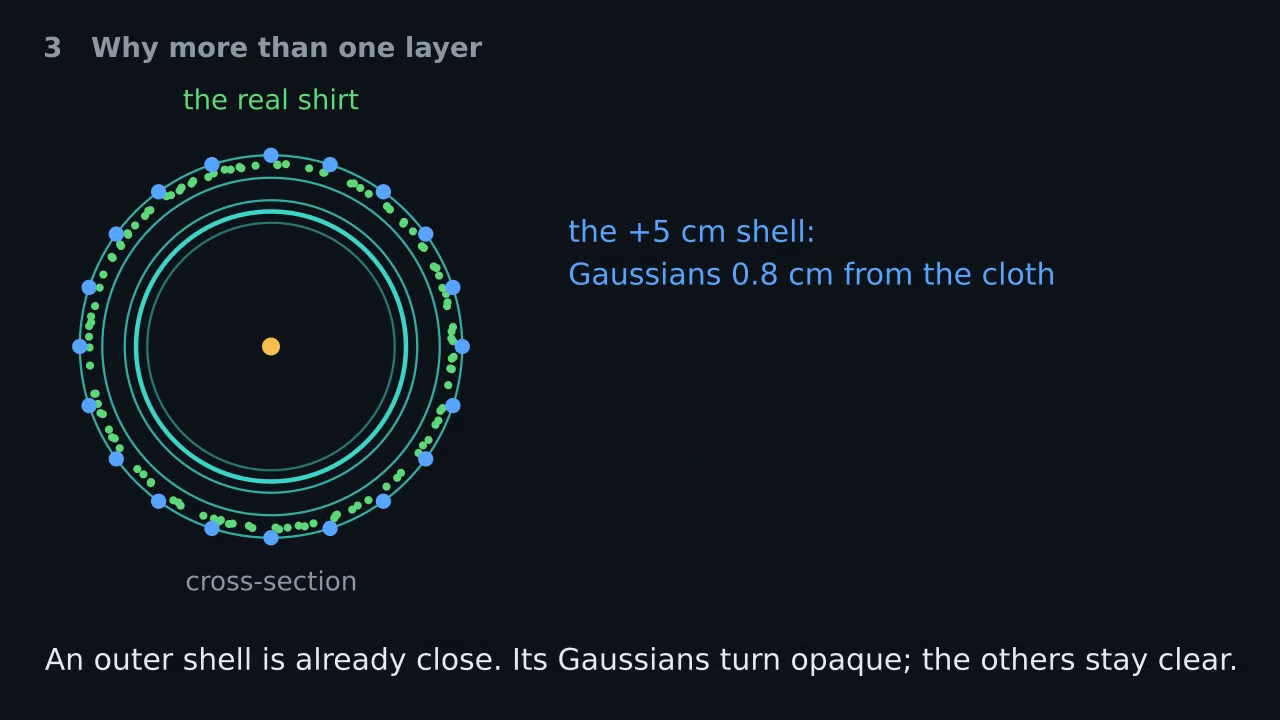 3 Why more than one layer
the real shirt
the +5 cm shell:
Gaussians 0.8 cm from the cloth
cross-section
An outer shell is already close. Its Gaussians turn opaque; the others stay clear.